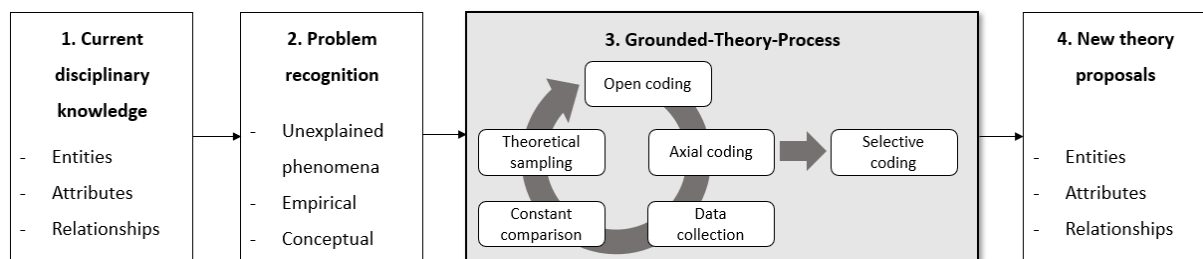 1. Current
disciplinary
knowledge
- Entities
- Attributes
- Relationships
2. Problem
recognition
- Unexplained
phenomena
- Empirical
- Conceptual
3. Grounded-Theory-Process
Open coding
Theoretical
sampling
Axial coding
Selective
coding
Constant
comparison
Data
collection
4. New theory
proposals
- Entities
- Attributes
- Relationships